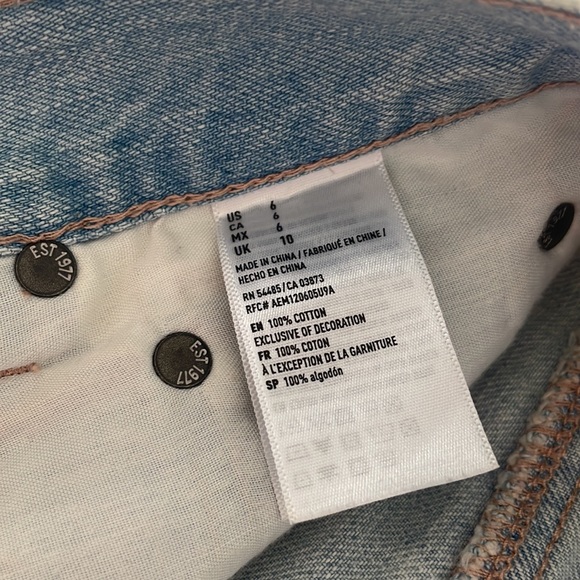 US 6
CA 6
MX 6
UK 10
MADE IN CHINA / FABRIQUÉ EN CHINE /
HECHO EN CHINA
RN 54485/CA 03873
RFC# AEM120605U9A
EN 100% COTTON
EXCLUSIVE OF DECORATION
FR 100% COTON
À L'EXCEPTION DE LA GARNITURE
SP 100% algodón
EST 1977
EST 1977